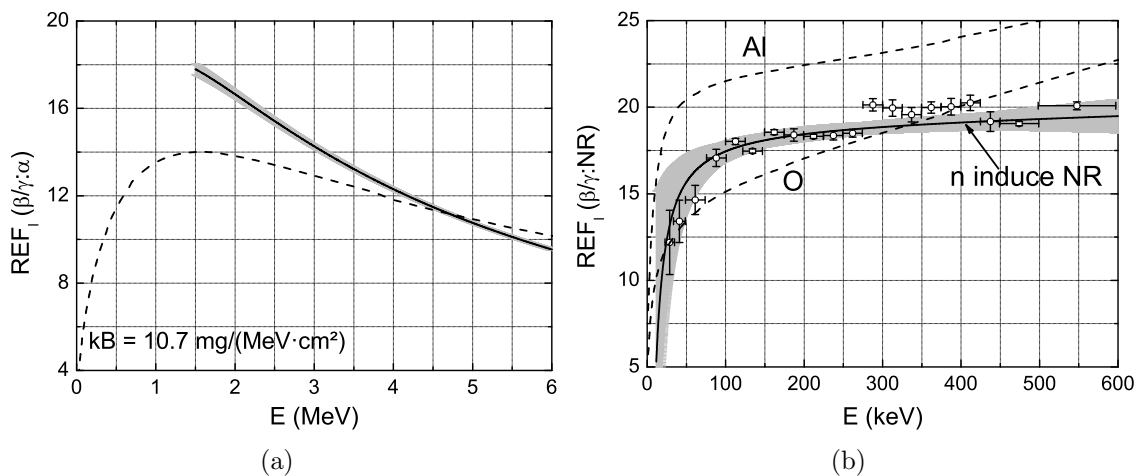 20
16
12
8
4
REF_I (β/γ:α)
kB = 10.7 mg/(MeV·cm²)
0 1 2 3 4 5 6
E (MeV)
(a)
25
20
15
10
5
REF_I (β/γ:NR)
Al
O
n induce NR
0 100 200 300 400 500 600
E (keV)
(b)